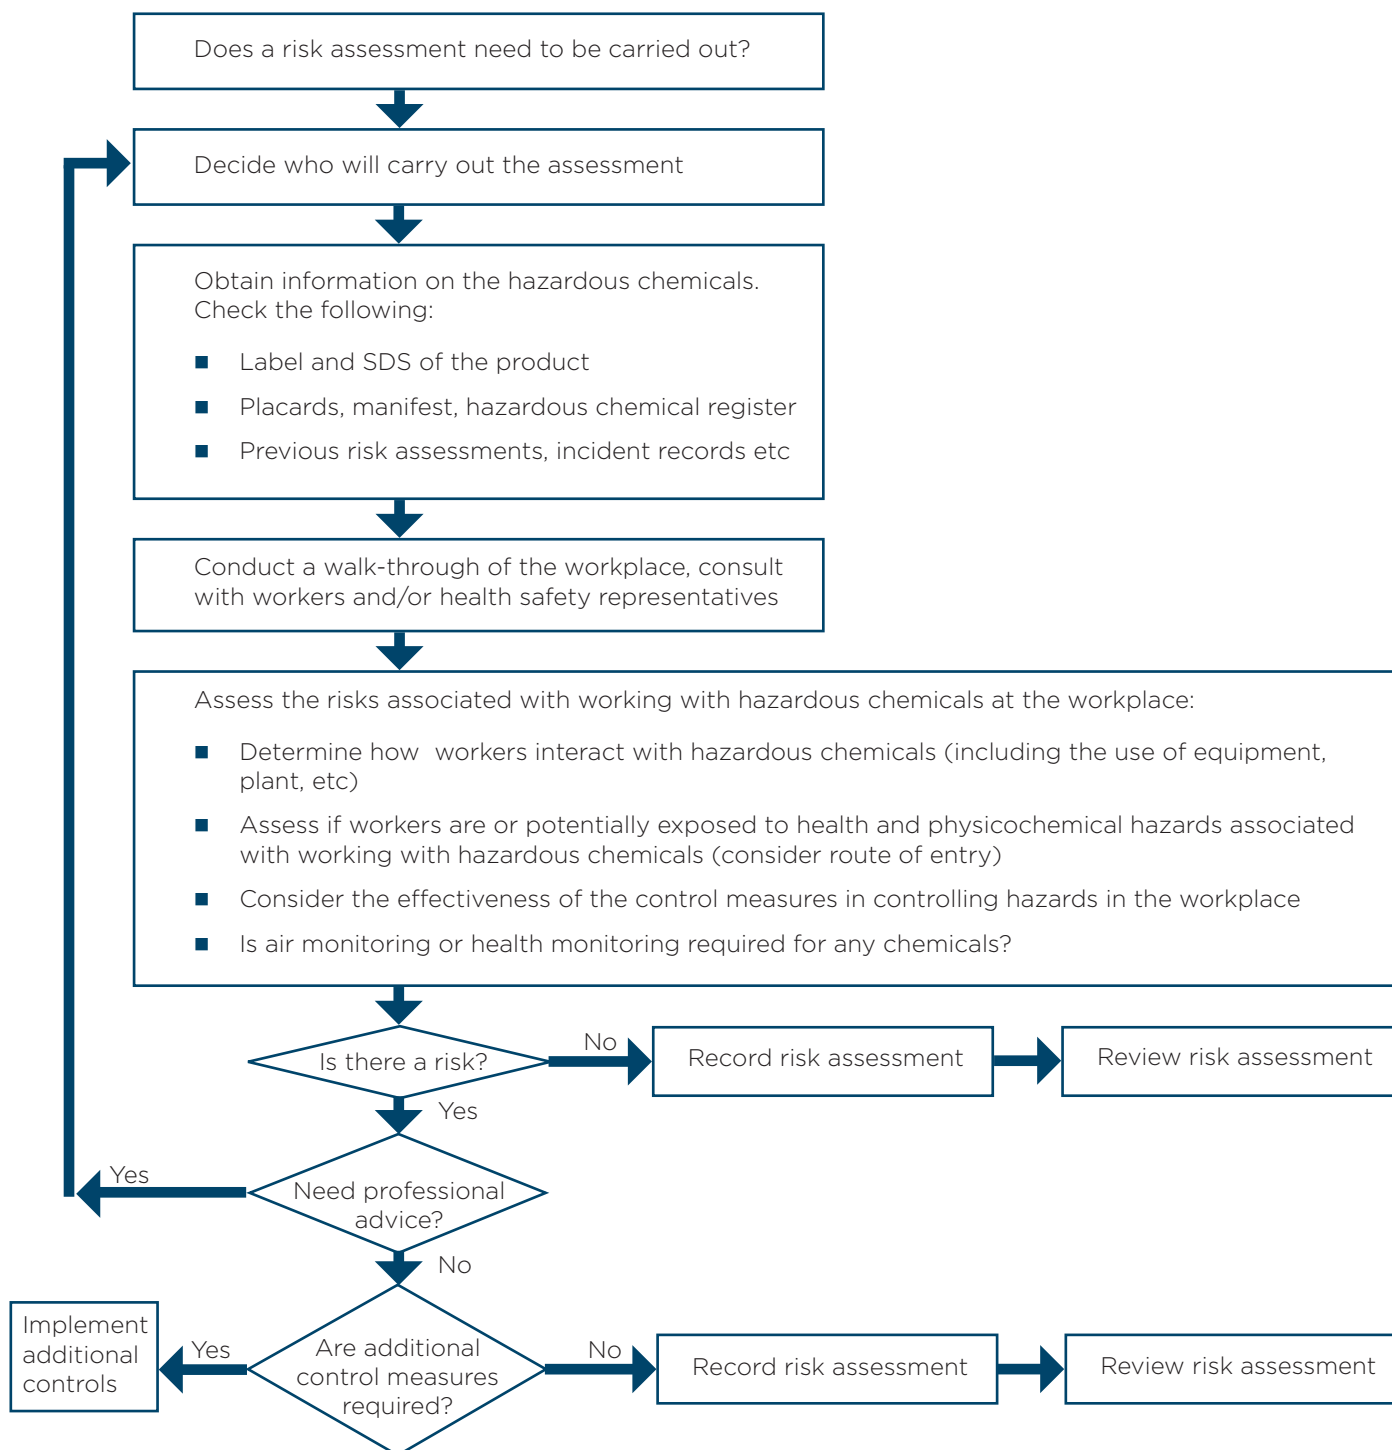 Does a risk assessment need to be carried out?
Decide who will carry out the assessment
Obtain information on the hazardous chemicals.
Check the following:
■ Label and SDS of the product
■ Placards, manifest, hazardous chemical register
■ Previous risk assessments, incident records etc
Conduct a walk-through of the workplace, consult
with workers and/or health safety representatives
Assess the risks associated with working with hazardous chemicals at the workplace:
■ Determine how  workers interact with hazardous chemicals (including the use of equipment,
plant, etc)
■ Assess if workers are or potentially exposed to health and physicochemical hazards associated
with working with hazardous chemicals (consider route of entry)
■ Consider the effectiveness of the control measures in controlling hazards in the workplace
■ Is air monitoring or health monitoring required for any chemicals?
Is there a risk?
No
Record risk assessment
Review risk assessment
Yes
Yes
Need professional
advice?
No
Implement
additional
controls
Yes
Are additional
control measures
required?
No
Record risk assessment
Review risk assessment